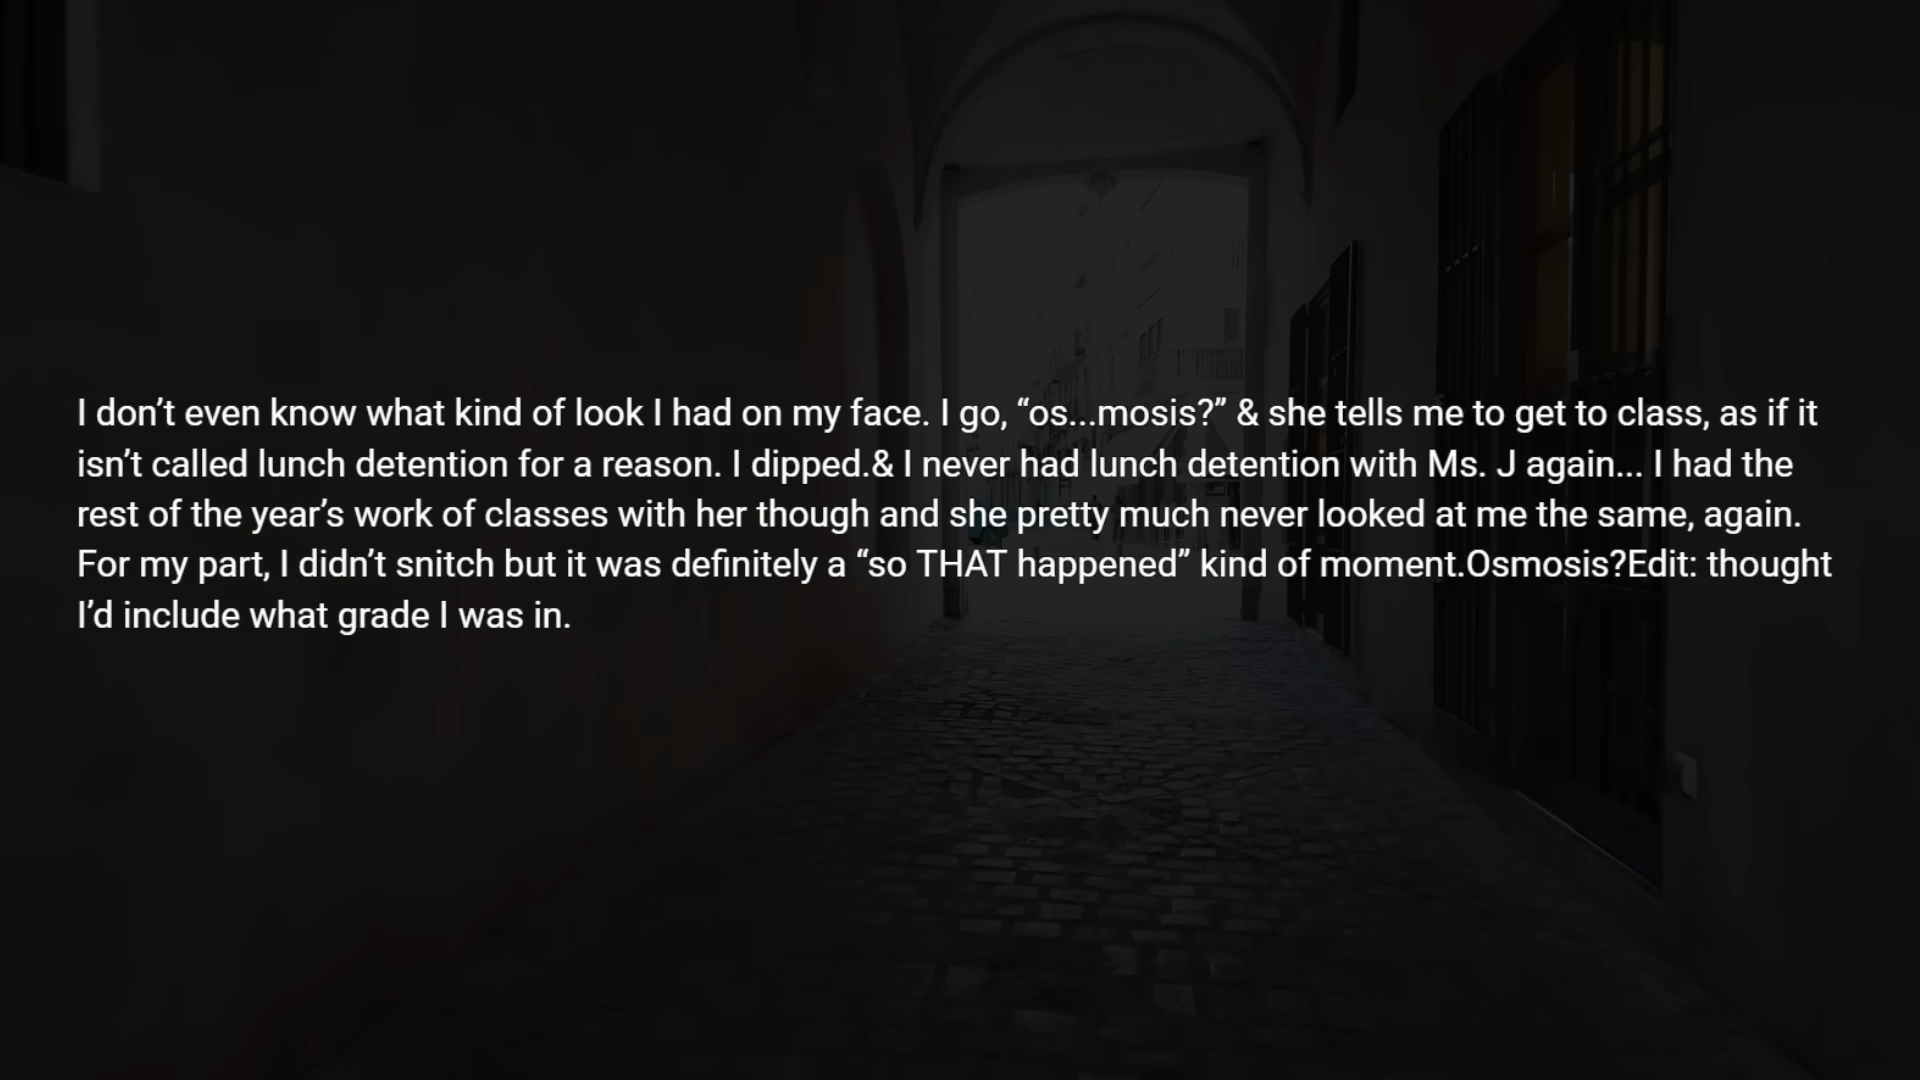 I don’t even know what kind of look I had on my face. I go, “os...mosis?” & she tells me to get to class, as if it
isn’t called lunch detention for a reason. I dipped.& I never had lunch detention with Ms. J again... I had the
rest of the year’s work of classes with her though and she pretty much never looked at me the same, again.
For my part, I didn’t snitch but it was definitely a “so THAT happened” kind of moment.Osmosis?Edit: thought
I’d include what grade I was in.